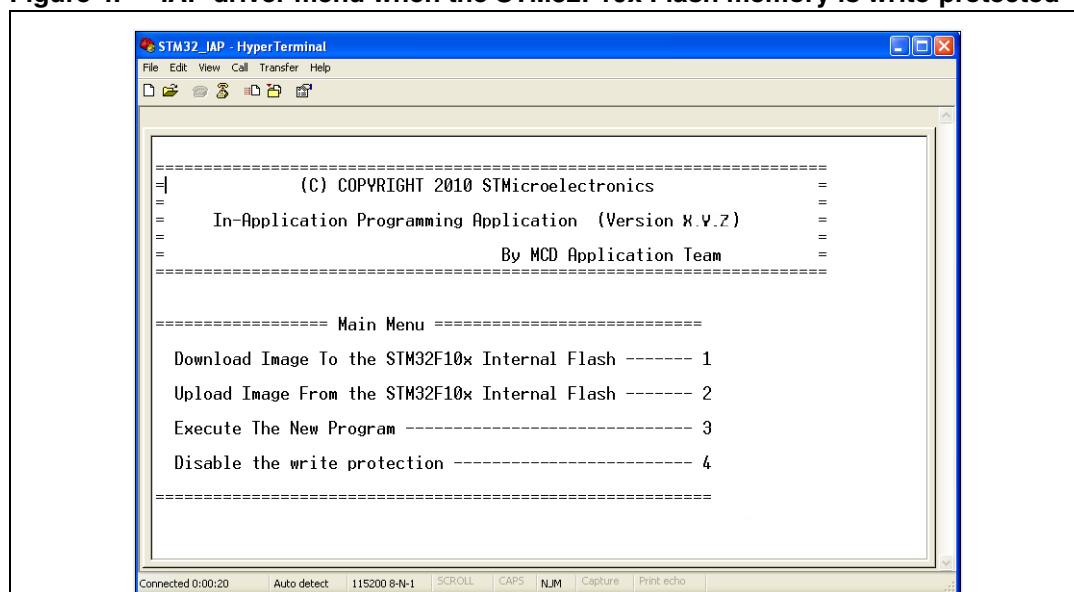 Figure 4. IAP driver menu when the STM32F10x Flash memory is write-protected
STM32_IAP - HyperTerminal
File Edit View Call Transfer Help
======================================================================
= (C) COPYRIGHT 2010 STMicroelectronics =
= =
= In-Application Programming Application (Version X.Y.Z) =
= =
= By MCD Application Team =
======================================================================
================== Main Menu ============================
Download Image To the STM32F10x Internal Flash ------- 1
Upload Image From the STM32F10x Internal Flash ------- 2
Execute The New Program ------------------------------ 3
Disable the write protection ------------------------- 4
==========================================================
Connected 0:00:20 Auto detect 115200 8-N-1 SCROLL CAPS NUM Capture Print echo